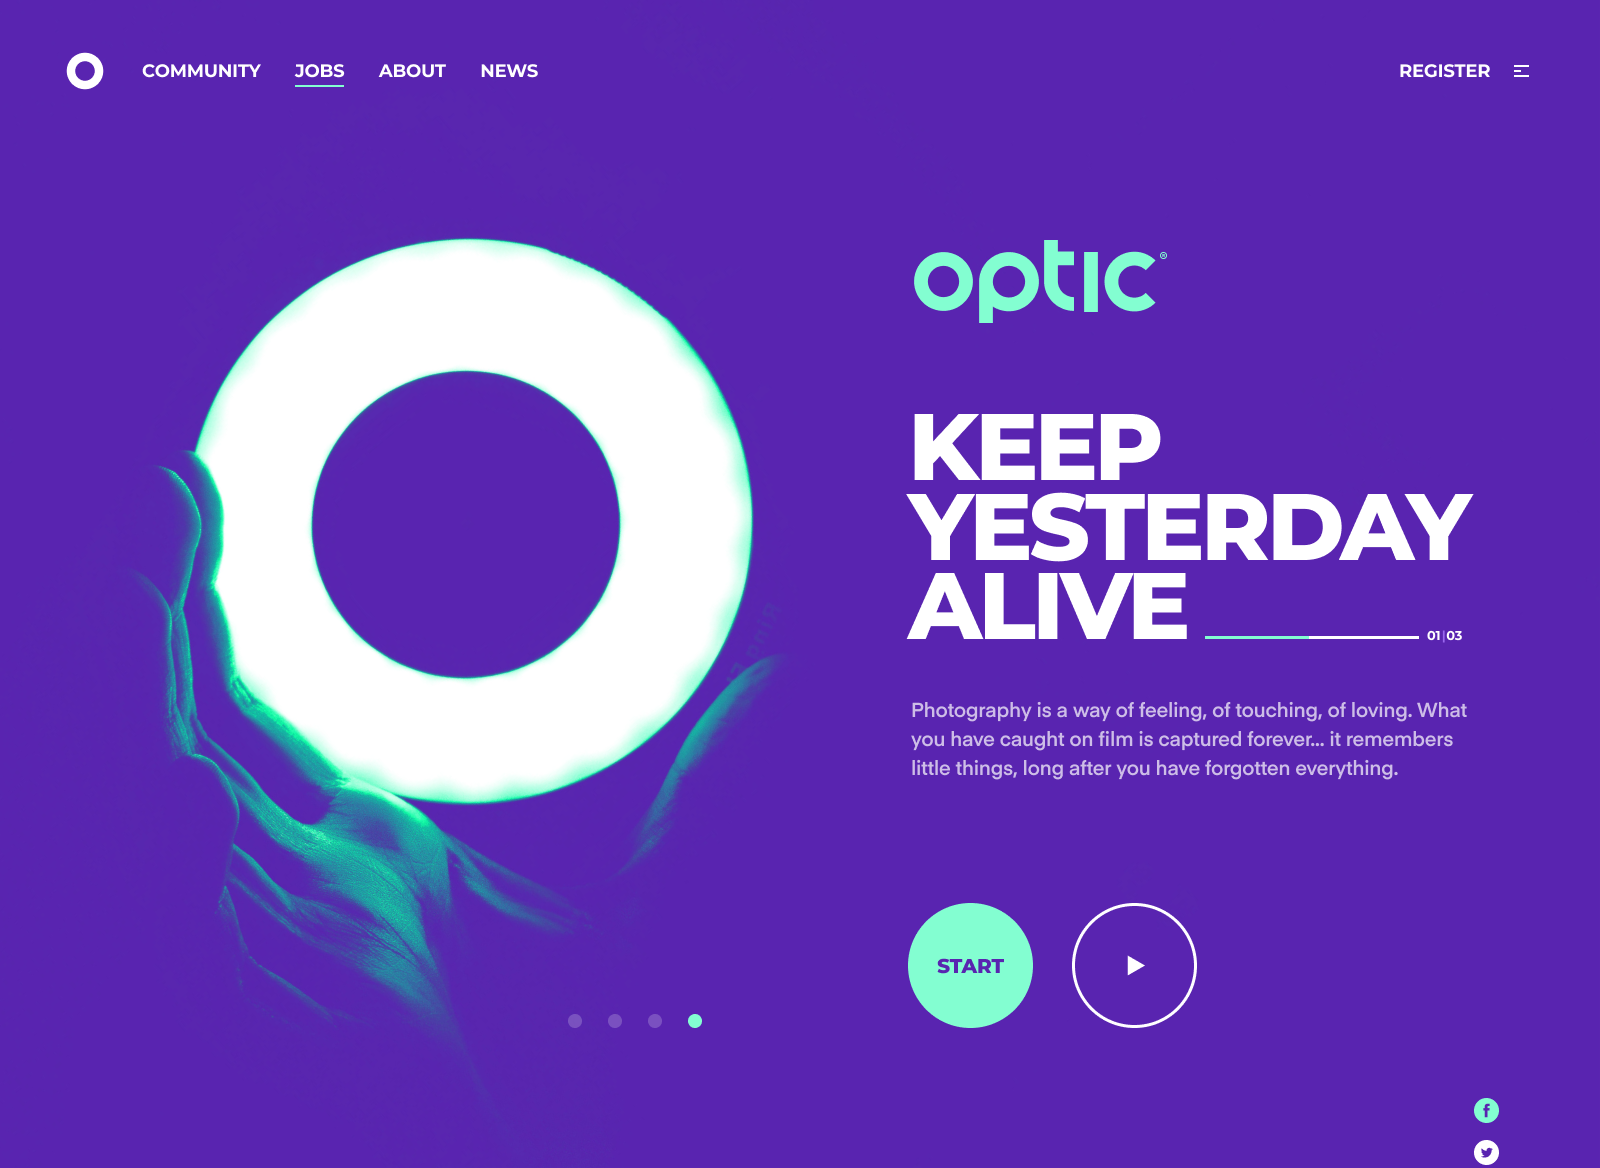 COMMUNITY JOBS ABOUT NEWS REGISTER
optic®
KEEP
YESTERDAY
ALIVE
01|03
Photography is a way of feeling, of touching, of loving. What
you have caught on film is captured forever... it remembers
little things, long after you have forgotten everything.
START